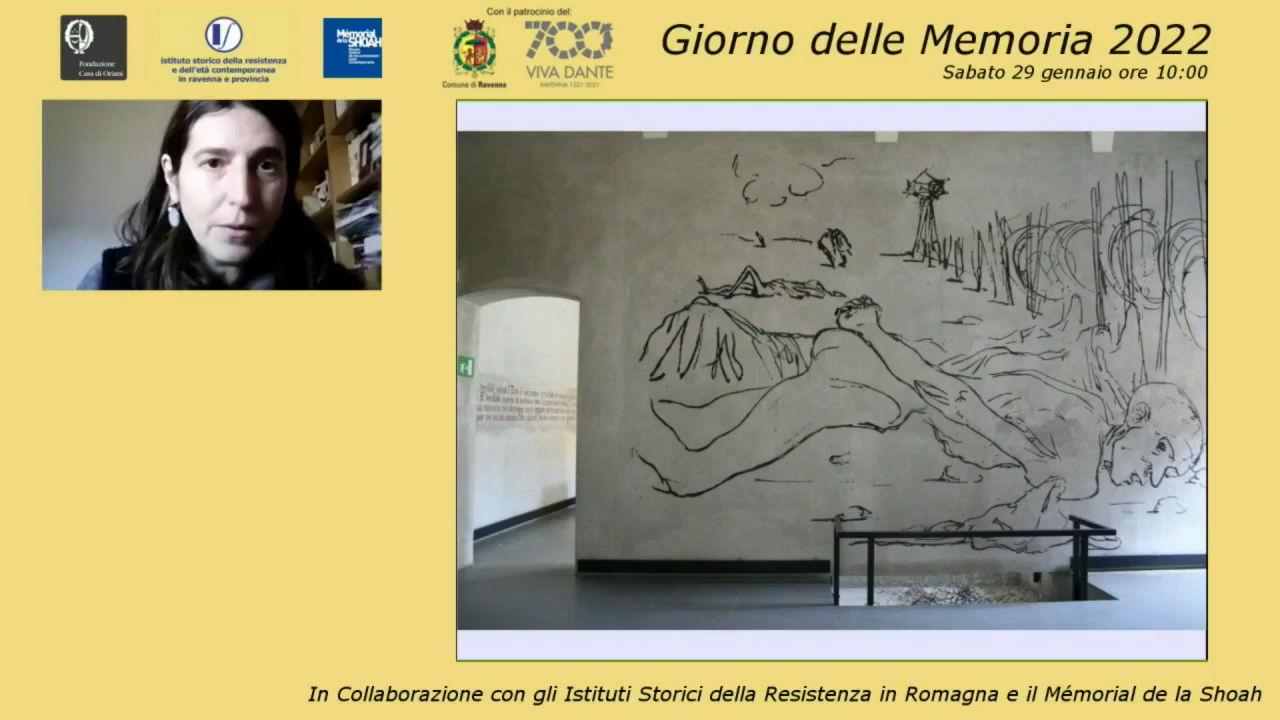 Fondazione
Casa di Oriani
Istituto storico della resistenza
e dell'età contemporanea
in ravenna e provincia
Mémorial
de la SHOAH
Con il patrocinio del:
Comune di Ravenna
700
VIVA DANTE
RAVENNA 1321-2021
Giorno delle Memoria 2022
Sabato 29 gennaio ore 10:00
In Collaborazione con gli Istituti Storici della Resistenza in Romagna e il Mémorial de la Shoah